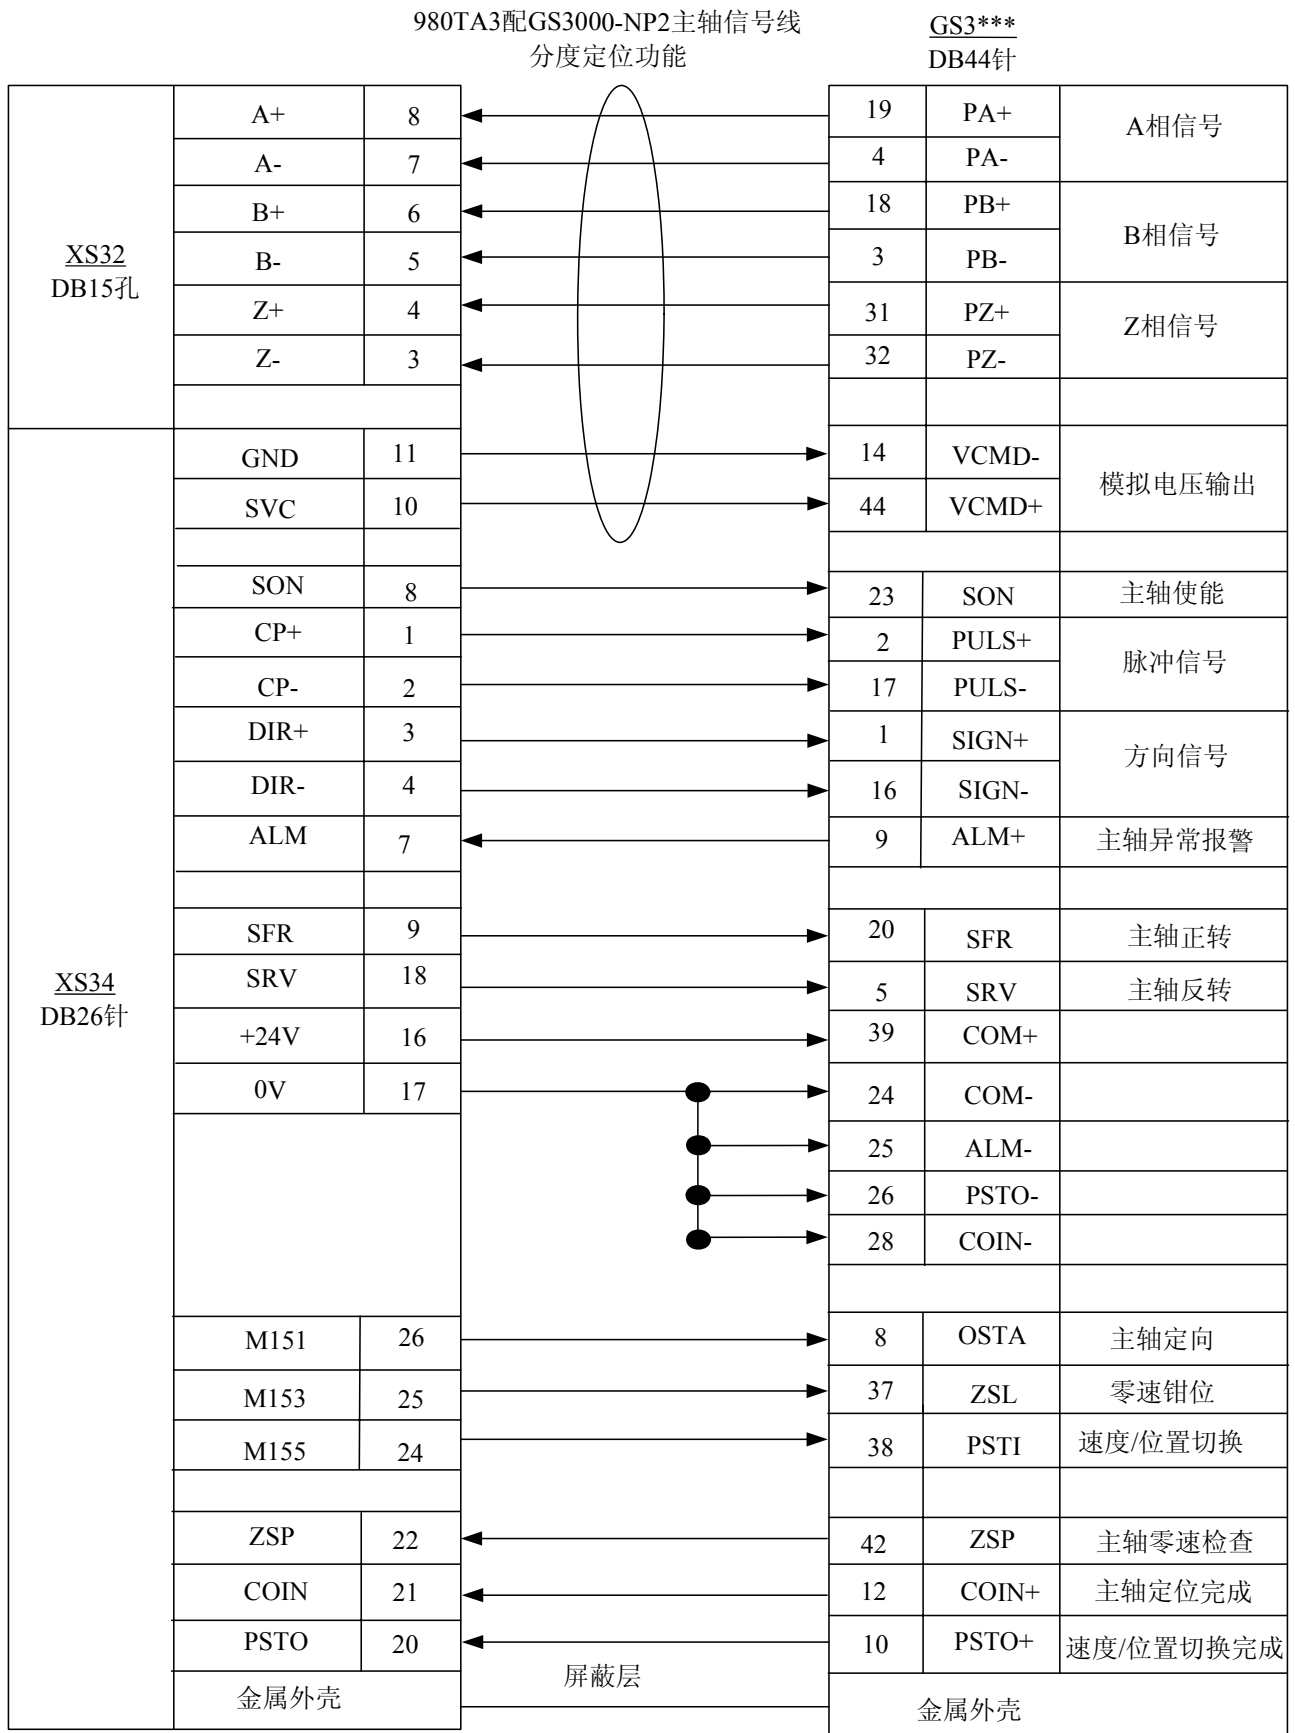 980TA3配GS3000-NP2主轴信号线
分度定位功能
GS3***
DB44针
XS32
DB15孔
A+ 8 19 PA+ A相信号
A- 7 4 PA-
B+ 6 18 PB+ B相信号
B- 5 3 PB-
Z+ 4 31 PZ+ Z相信号
Z- 3 32 PZ-
XS34
DB26针
GND 11 14 VCMD- 模拟电压输出
SVC 10 44 VCMD+
SON 8 23 SON 主轴使能
CP+ 1 2 PULS+ 脉冲信号
CP- 2 17 PULS-
DIR+ 3 1 SIGN+ 方向信号
DIR- 4 16 SIGN-
ALM 7 9 ALM+ 主轴异常报警
SFR 9 20 SFR 主轴正转
SRV 18 5 SRV 主轴反转
+24V 16 39 COM+
0V 17 24 COM-
25 ALM-
26 PSTO-
28 COIN-
M151 26 8 OSTA 主轴定向
M153 25 37 ZSL 零速钳位
M155 24 38 PSTI 速度/位置切换
ZSP 22 42 ZSP 主轴零速检查
COIN 21 12 COIN+ 主轴定位完成
PSTO 20 10 PSTO+ 速度/位置切换完成
金属外壳 屏蔽层 金属外壳